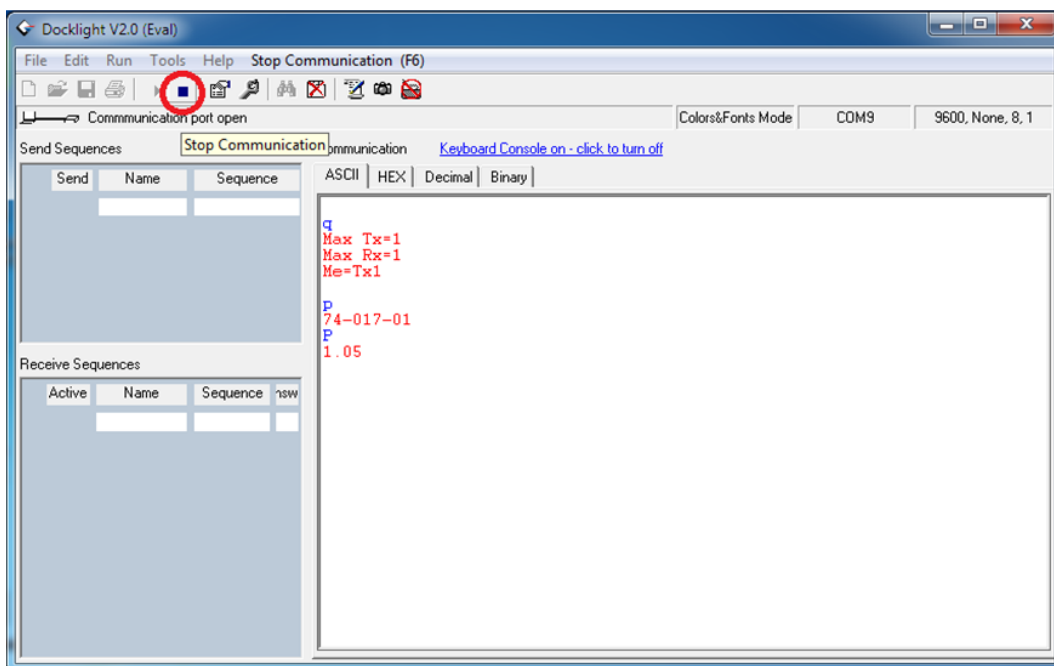 Docklight V2.0 (Eval)
File Edit Run Tools Help Stop Communication (F6)
Commmunication port open
Colors&Fonts Mode COM9 9600, None, 8, 1
Stop Communication
Send Sequences
Send Name Sequence
ommunication Keyboard Console on - click to turn off
ASCII HEX Decimal Binary
q
Max Tx=1
Max Rx=1
Me=Tx1
p
74-017-01
P
1.05
Receive Sequences
Active Name Sequence nsw